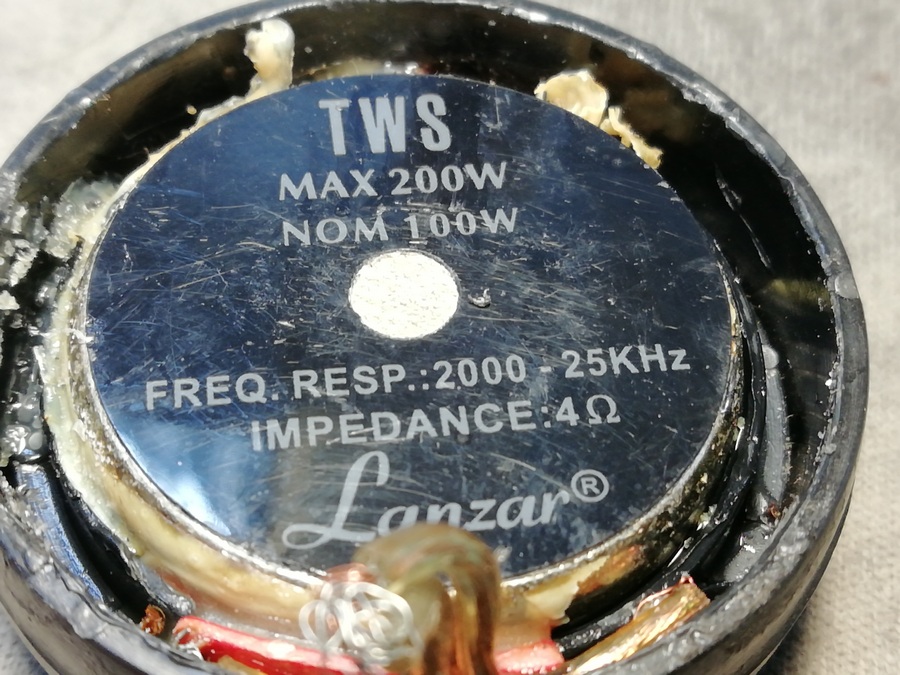 TWS
MAX 200W
NOM 100W
FREQ. RESP.:2000 - 25KHz
IMPEDANCE:4Ω
Lanzar®